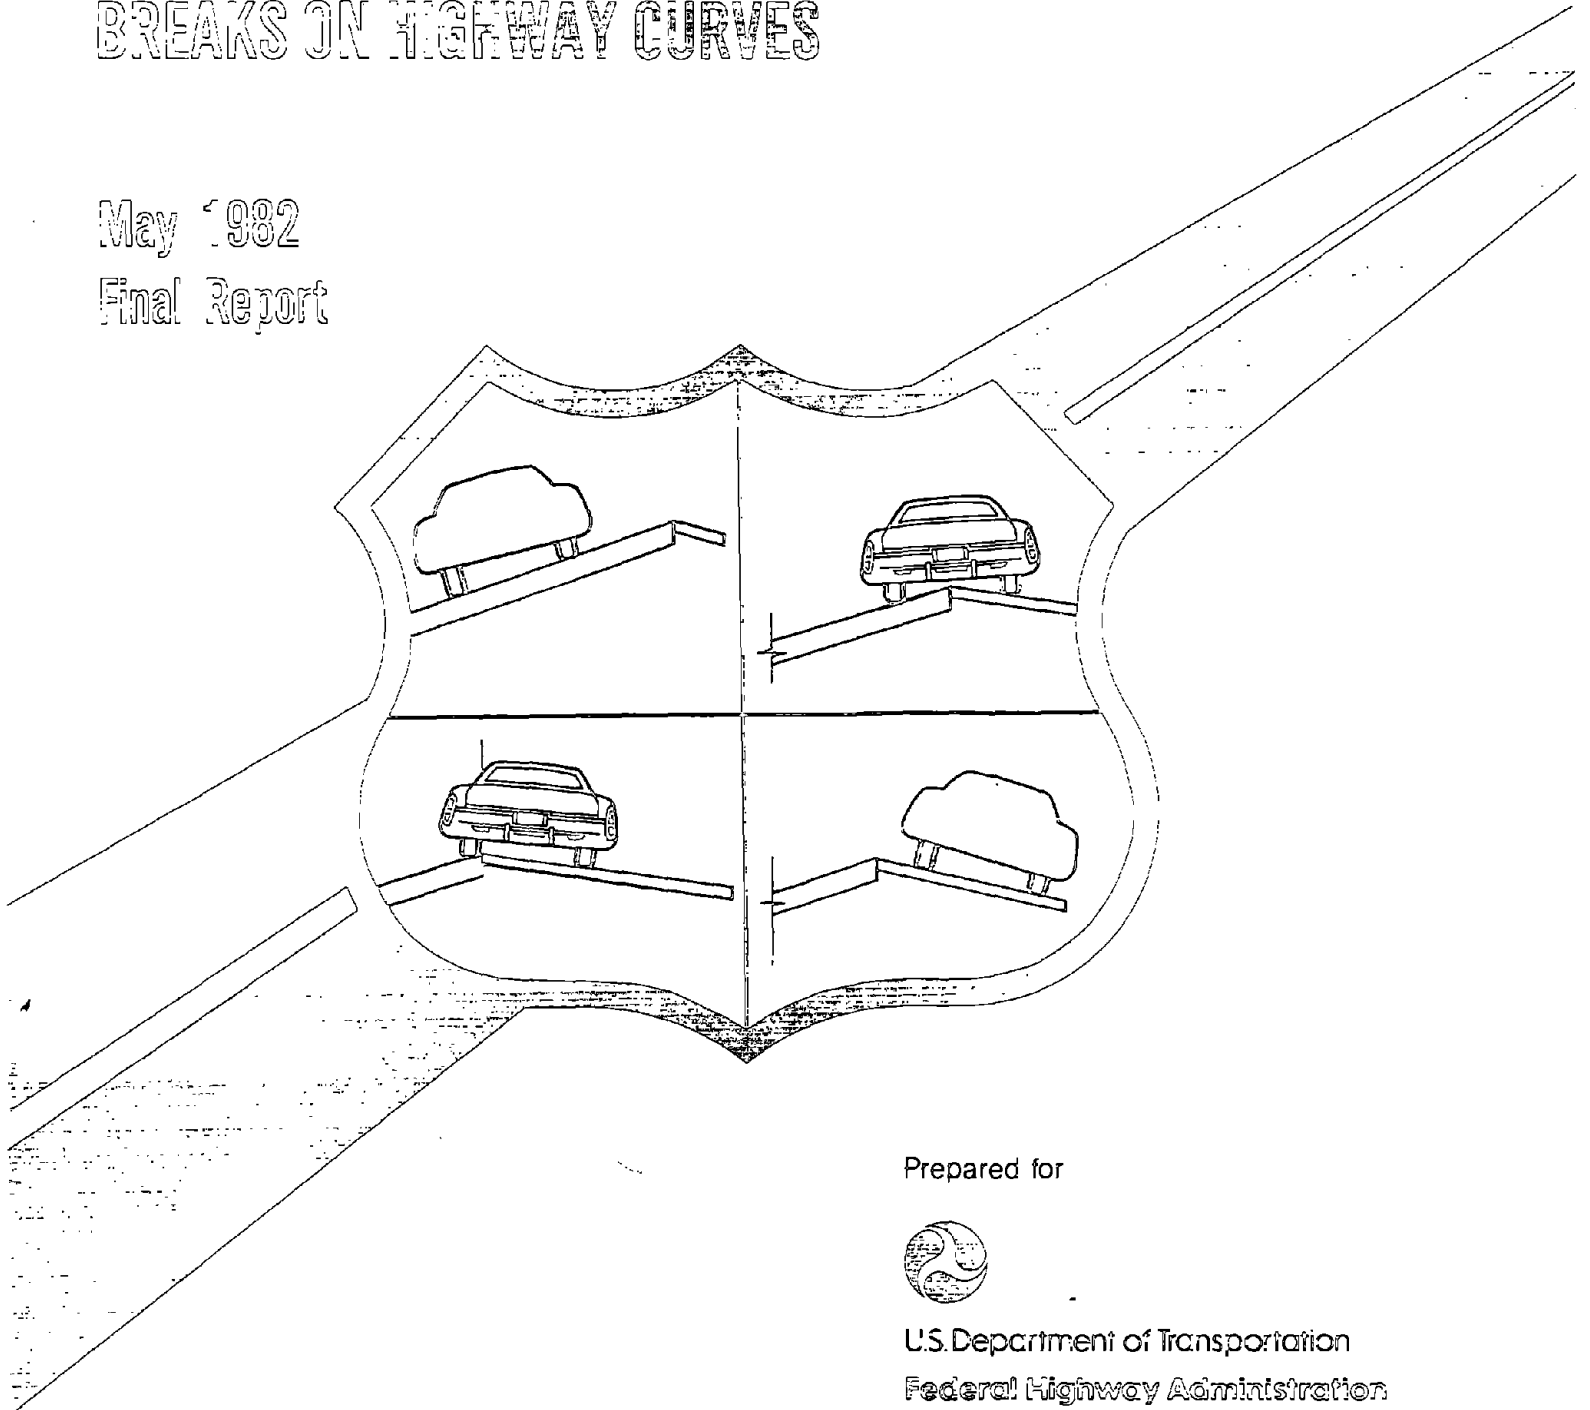 BREAKS ON HIGHWAY CURVES
May 1982
Final Report
Prepared for
U.S. Department of Transportation
Federal Highway Administration